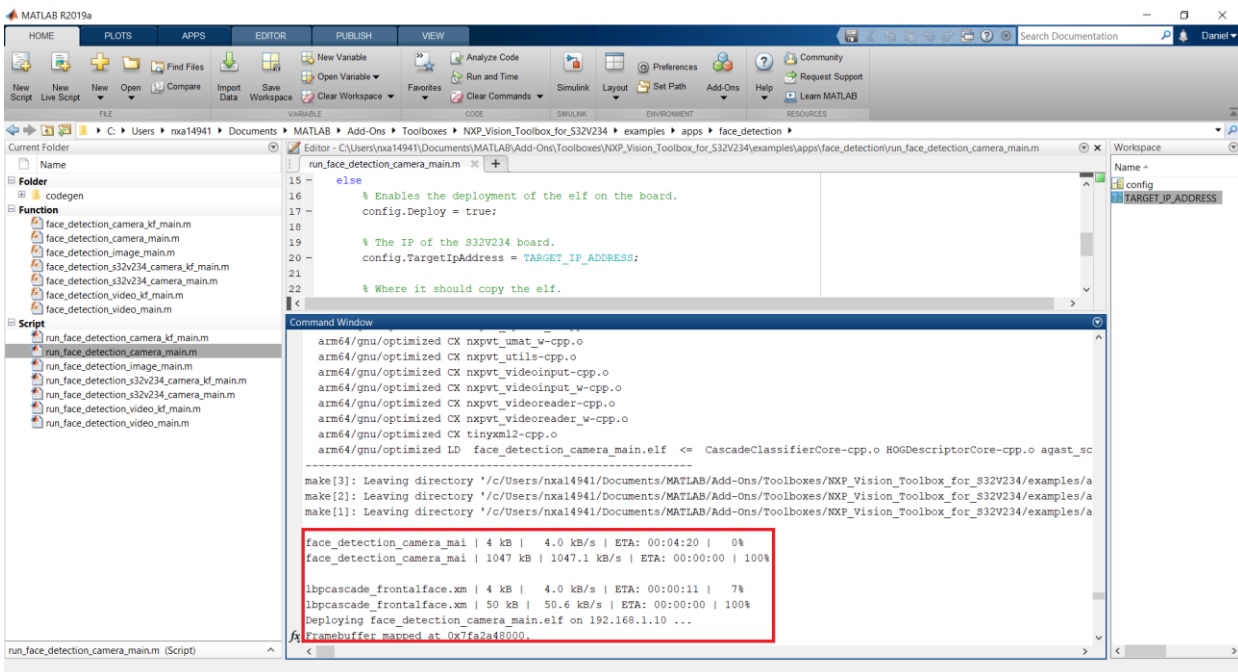 MATLAB R2019a
HOME PLOTS APPS EDITOR PUBLISH VIEW
Search Documentation
Daniel
New Script
New Live Script
New
Open
Find Files
Compare
Import Data
Save Workspace
New Variable
Open Variable
Clear Workspace
Favorites
Analyze Code
Run and Time
Clear Commands
Simulink
Layout
Preferences
Set Path
Add-Ons
Help
Community
Request Support
Learn MATLAB
FILE VARIABLE CODE SIMULINK ENVIRONMENT RESOURCES
C: Users nxa14941 Documents MATLAB Add-Ons Toolboxes NXP_Vision_Toolbox_for_S32V234 examples apps face_detection
Current Folder
Name
Folder
codegen
Function
face_detection_camera_kf_main.m
face_detection_camera_main.m
face_detection_image_main.m
face_detection_s32v234_camera_kf_main.m
face_detection_s32v234_camera_main.m
face_detection_video_kf_main.m
face_detection_video_main.m
Script
run_face_detection_camera_kf_main.m
run_face_detection_camera_main.m
run_face_detection_image_main.m
run_face_detection_s32v234_camera_kf_main.m
run_face_detection_s32v234_camera_main.m
run_face_detection_video_kf_main.m
run_face_detection_video_main.m
run_face_detection_camera_main.m (Script)
Editor - C:\Users\nxa14941\Documents\MATLAB\Add-Ons\Toolboxes\NXP_Vision_Toolbox_for_S32V234\examples\apps\face_detection\run_face_detection_camera_main.m
run_face_detection_camera_main.m
15 - else
16 % Enables the deployment of the elf on the board.
17 - config.Deploy = true;
18
19 % The IP of the S32V234 board.
20 - config.TargetIpAddress = TARGET_IP_ADDRESS;
21
22 % Where it should copy the elf.
Command Window
arm64/gnu/optimized CX nxpvt_umat_w-cpp.o
arm64/gnu/optimized CX nxpvt_utils-cpp.o
arm64/gnu/optimized CX nxpvt_videoinput-cpp.o
arm64/gnu/optimized CX nxpvt_videoinput_w-cpp.o
arm64/gnu/optimized CX nxpvt_videoreader-cpp.o
arm64/gnu/optimized CX nxpvt_videoreader_w-cpp.o
arm64/gnu/optimized CX tinyxml2-cpp.o
arm64/gnu/optimized LD face_detection_camera_main.elf <= CascadeClassifierCore-cpp.o HOGDescriptorCore-cpp.o agast_sc
---------------------------------------------------------------
make[3]: Leaving directory '/c/Users/nxa14941/Documents/MATLAB/Add-Ons/Toolboxes/NXP_Vision_Toolbox_for_S32V234/examples/a
make[2]: Leaving directory '/c/Users/nxa14941/Documents/MATLAB/Add-Ons/Toolboxes/NXP_Vision_Toolbox_for_S32V234/examples/a
make[1]: Leaving directory '/c/Users/nxa14941/Documents/MATLAB/Add-Ons/Toolboxes/NXP_Vision_Toolbox_for_S32V234/examples/a
face_detection_camera_mai | 4 kB | 4.0 kB/s | ETA: 00:04:20 | 0%
face_detection_camera_mai | 1047 kB | 1047.1 kB/s | ETA: 00:00:00 | 100%
lbpcascade_frontalface.xm | 4 kB | 4.0 kB/s | ETA: 00:00:11 | 7%
lbpcascade_frontalface.xm | 50 kB | 50.6 kB/s | ETA: 00:00:00 | 100%
Deploying face_detection_camera_main.elf on 192.168.1.10 ...
fx Framebuffer mapped at 0x7fa2a48000.
Workspace
Name
config
TARGET_IP_ADDRESS